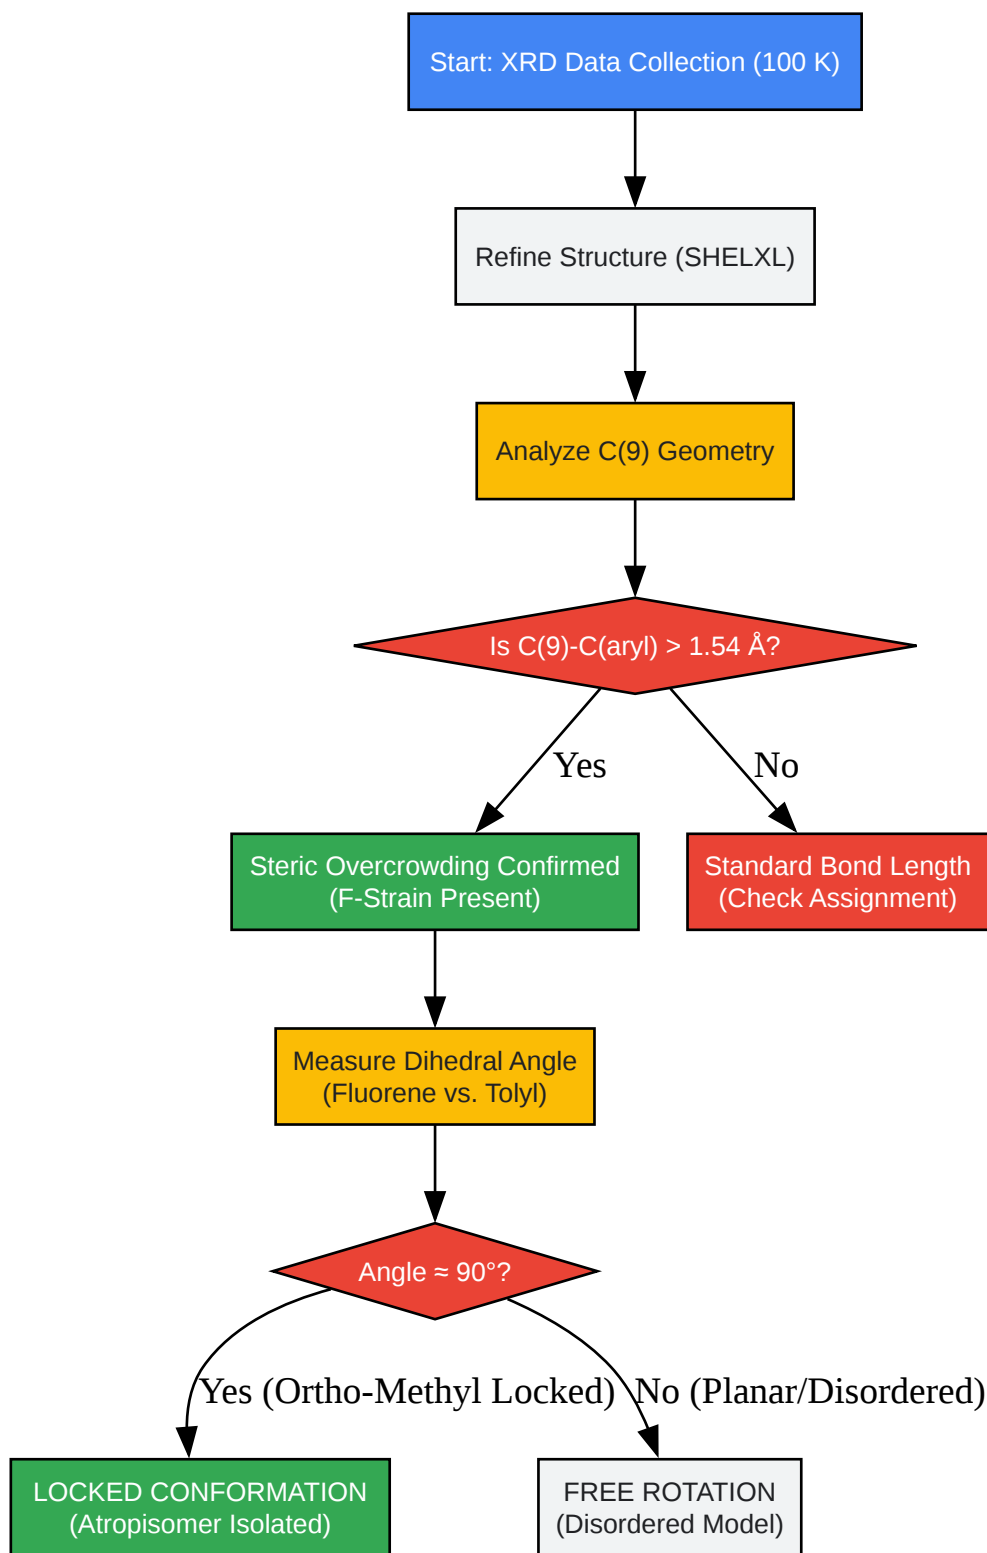 Start: XRD Data Collection (100 K)
Refine Structure (SHELXL)
Analyze C(9) Geometry
Is C(9)-C(aryl) > 1.54 Å?
Yes
No
Steric Overcrowding Confirmed
(F-Strain Present)
Standard Bond Length
(Check Assignment)
Measure Dihedral Angle
(Fluorene vs. Tolyl)
Angle ≈ 90°?
Yes (Ortho-Methyl Locked)
No (Planar/Disordered)
LOCKED CONFORMATION
(Atropisomer Isolated)
FREE ROTATION
(Disordered Model)